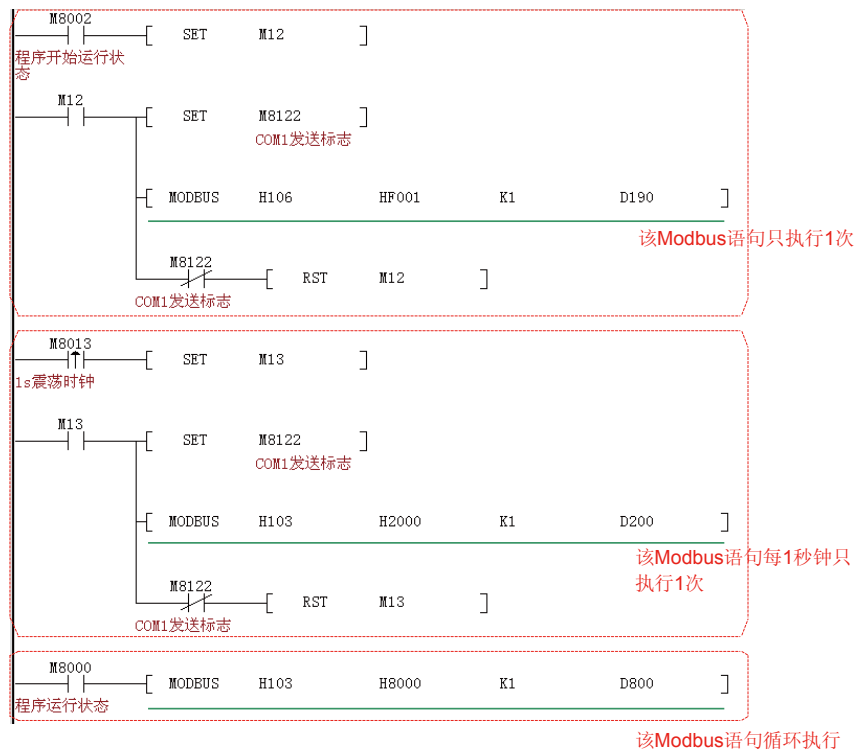 M8002
SET M12
程序开始运行状
态
M12
SET M8122
COM1发送标志
MODBUS H106 HF001 K1 D190
该Modbus语句只执行1次
M8122
RST M12
COM1发送标志
M8013
SET M13
1s震荡时钟
M13
SET M8122
COM1发送标志
MODBUS H103 H2000 K1 D200
该Modbus语句每1秒钟只
执行1次
M8122
RST M13
COM1发送标志
M8000
MODBUS H103 H8000 K1 D800
程序运行状态
该Modbus语句循环执行